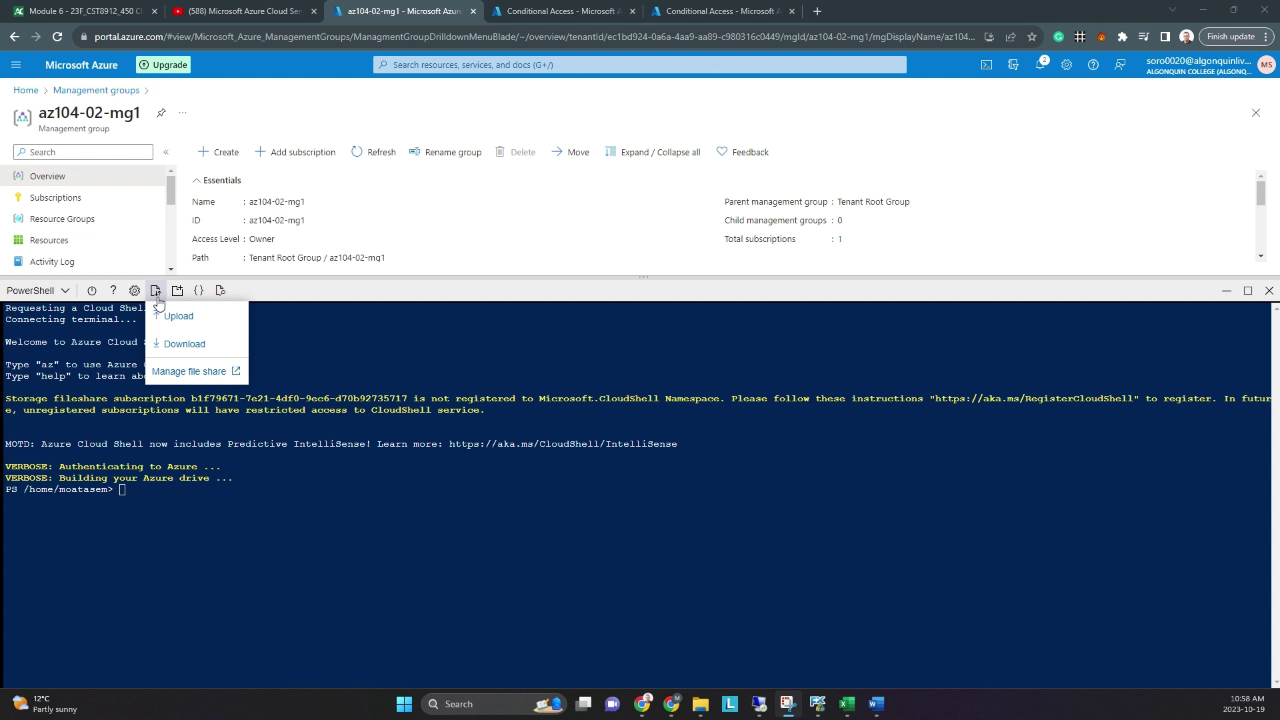 Module 6 - 23F_CST8912_450 Cl
(588) Microsoft Azure Cloud Ser
az104-02-mg1 - Microsoft Azure
Conditional Access - Microsoft A
Conditional Access - Microsoft A
portal.azure.com/#view/Microsoft_Azure_ManagementGroups/ManagmentGroupDrilldownMenuBlade/~/overview/tenantId/ec1bd924-0a6a-4aa9-aa89-c980316c0449/mgId/az104-02-mg1/mgDisplayName/az104...
Finish update
Microsoft Azure
Upgrade
Search resources, services, and docs (G+/)
2
soro0020@algonquinliv...
ALGONQUIN COLLEGE (ALGONQ...
MS
Home > Management groups >
az104-02-mg1
Management group
Search
Create
Add subscription
Refresh
Rename group
Delete
Move
Expand / Collapse all
Feedback
Overview
Subscriptions
Resource Groups
Resources
Activity Log
Essentials
Name : az104-02-mg1
Parent management group : Tenant Root Group
ID : az104-02-mg1
Child management groups : 0
Access Level : Owner
Total subscriptions : 1
Path : Tenant Root Group / az104-02-mg1
PowerShell
Requesting a Cloud Shel
Connecting terminal...
Welcome to Azure Cloud
Type "az" to use Azure
Type "help" to learn ab
Upload
Download
Manage file share
Storage fileshare subscription b1f79671-7e21-4df0-9ec6-d70b92735717 is not registered to Microsoft.CloudShell Namespace. Please follow these instructions "https://aka.ms/RegisterCloudShell" to register. In futur
e, unregistered subscriptions will have restricted access to CloudShell service.
MOTD: Azure Cloud Shell now includes Predictive IntelliSense! Learn more: https://aka.ms/CloudShell/IntelliSense
VERBOSE: Authenticating to Azure ...
VERBOSE: Building your Azure drive ...
PS /home/moatasem>
12°C
Partly sunny
Search
10:58 AM
2023-10-19